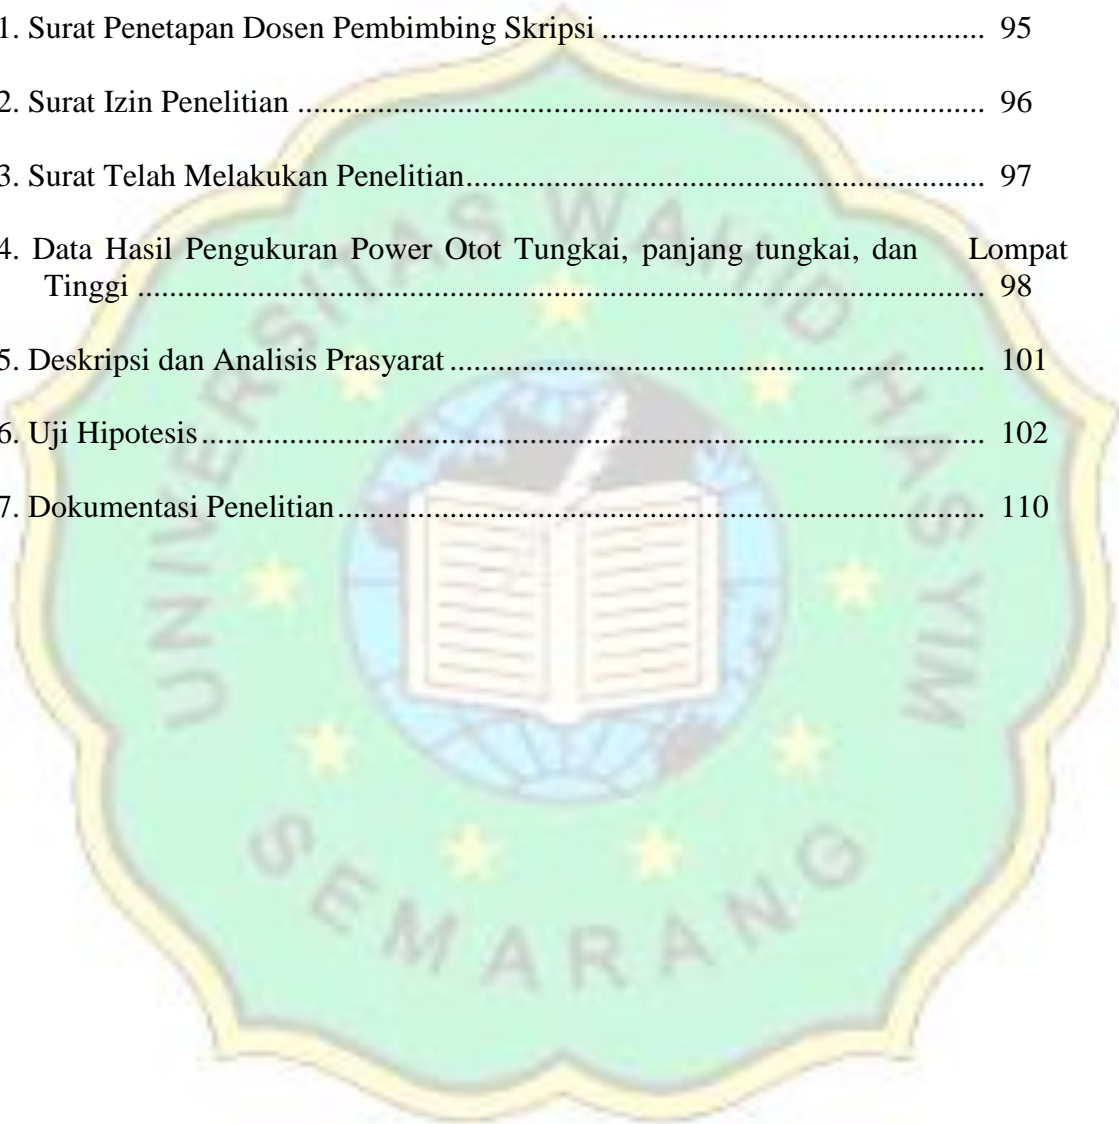 1. Surat Penetapan Dosen Pembimbing Skripsi ........................................... 95
2. Surat Izin Penelitian ............................................................................. 96
3. Surat Telah Melakukan Penelitian.......................................................... 97
4. Data Hasil Pengukuran Power Otot Tungkai, panjang tungkai, dan Lompat
Tinggi ............................................................................................... 98
5. Deskripsi dan Analisis Prasyarat ............................................................ 101
6. Uji Hipotesis........................................................................................ 102
7. Dokumentasi Penelitian......................................................................... 110
UNIVERSITAS WAHID HASYIM
SEMARANG